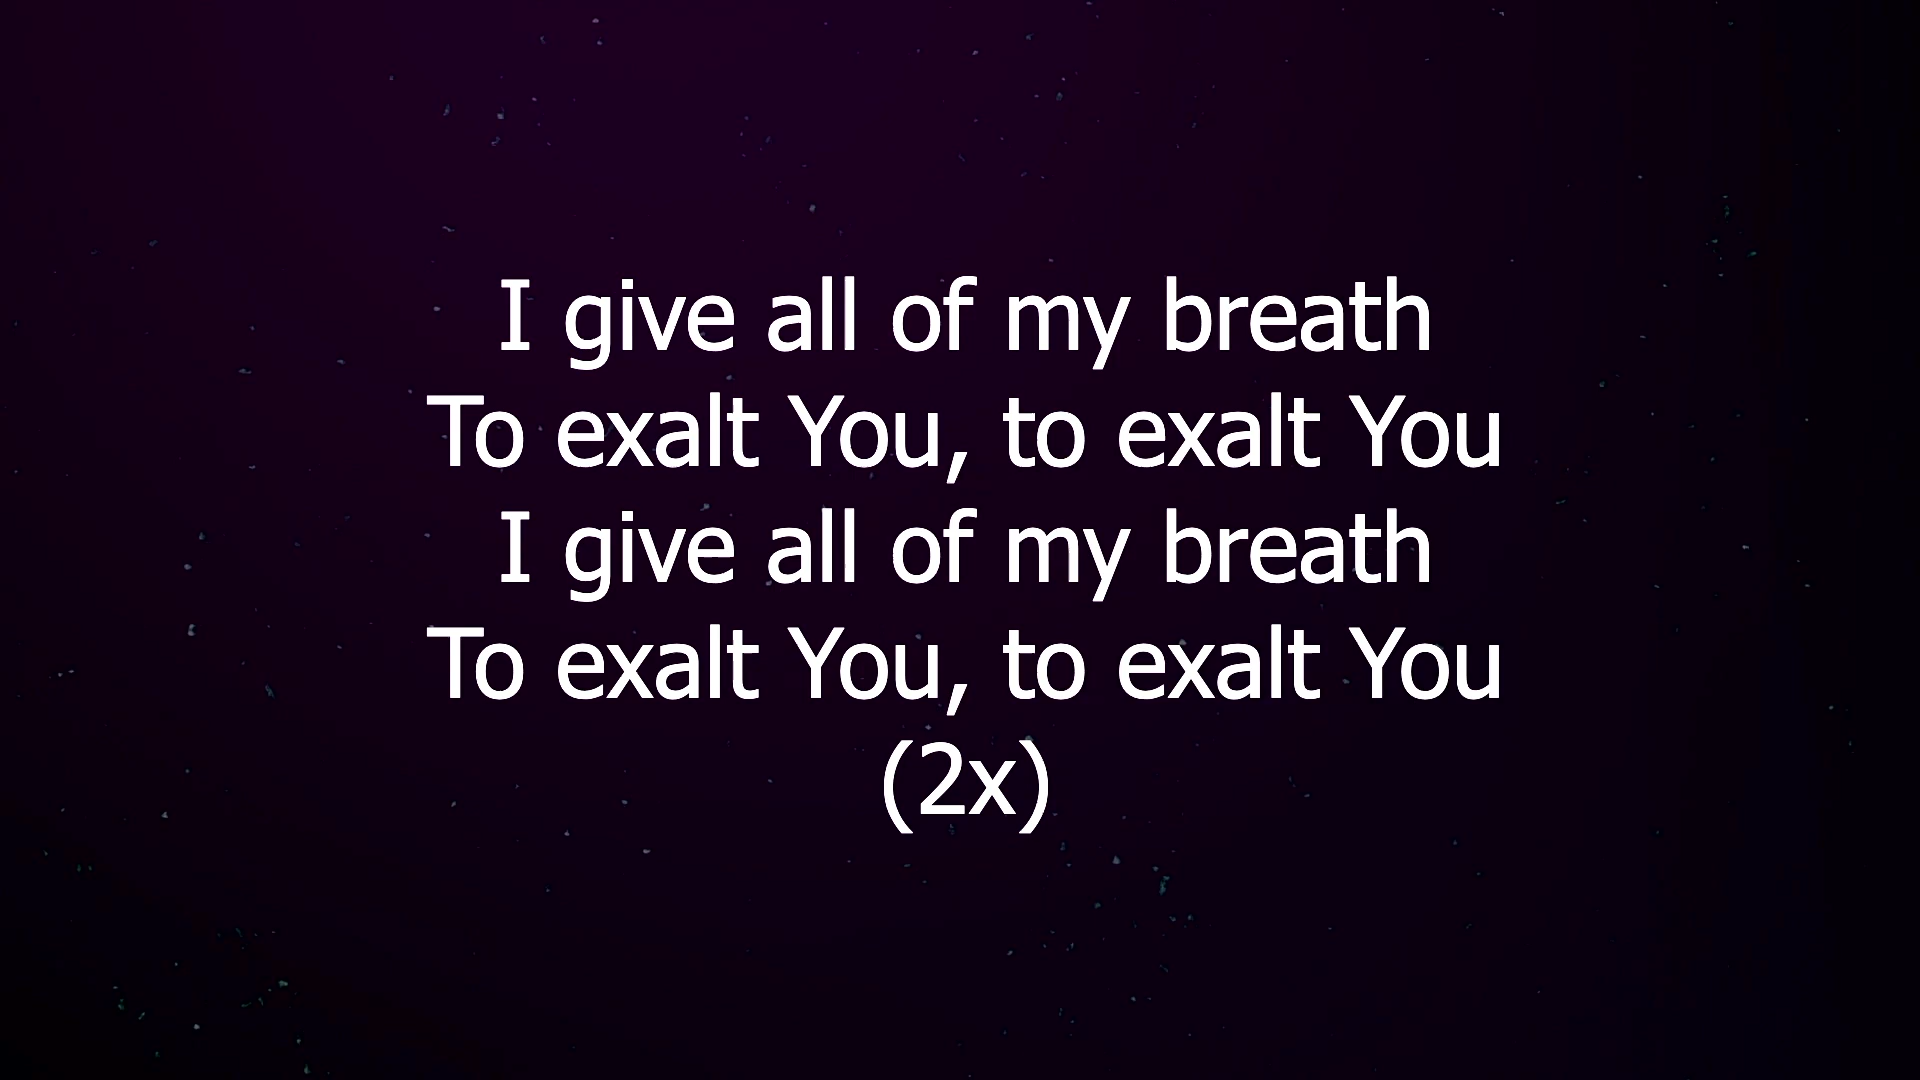 I give all of my breath
To exalt You, to exalt You
I give all of my breath
To exalt You, to exalt You
(2x)